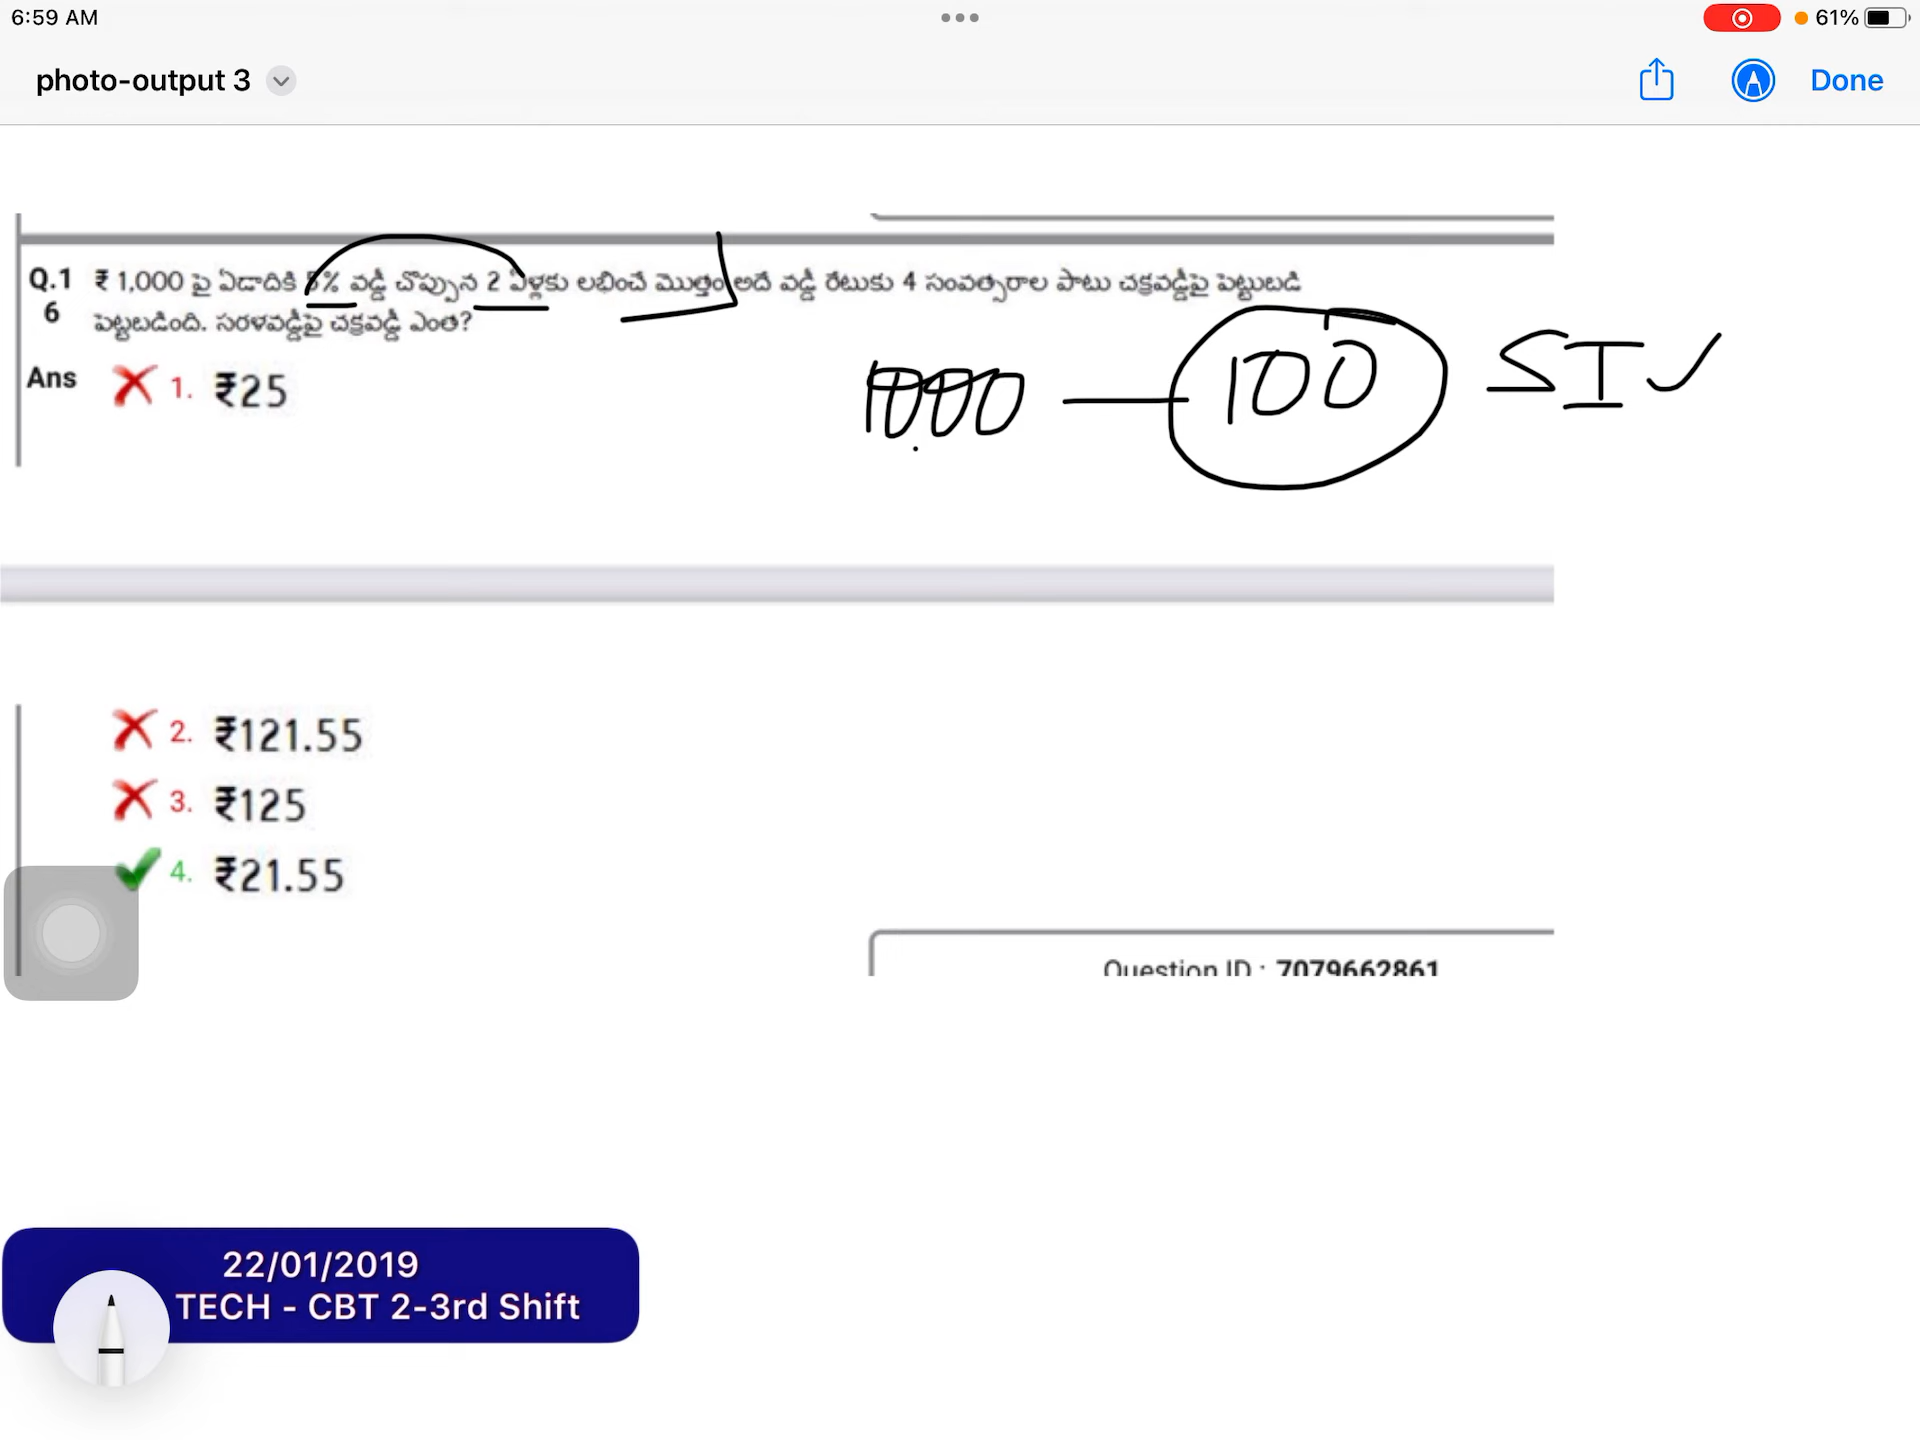 6:59 AM
61%
photo-output 3
Done
Q.1 ₹ 1,000 పై ఏడాదికి 5% వడ్డీ చొప్పున 2 ఏళ్లకు లభించే మొత్తం అదే వడ్డీ రేటుకు 4 సంవత్సరాల పాటు చక్రవడ్డీపై పెట్టుబడి
6 పెట్టబడింది. సరళవడ్డీపై చక్రవడ్డీ ఎంత?
Ans 1. ₹25
1000 — 100 SI ✓
2. ₹121.55
3. ₹125
4. ₹21.55
Question ID : 7079662861
22/01/2019
TECH - CBT 2-3rd Shift